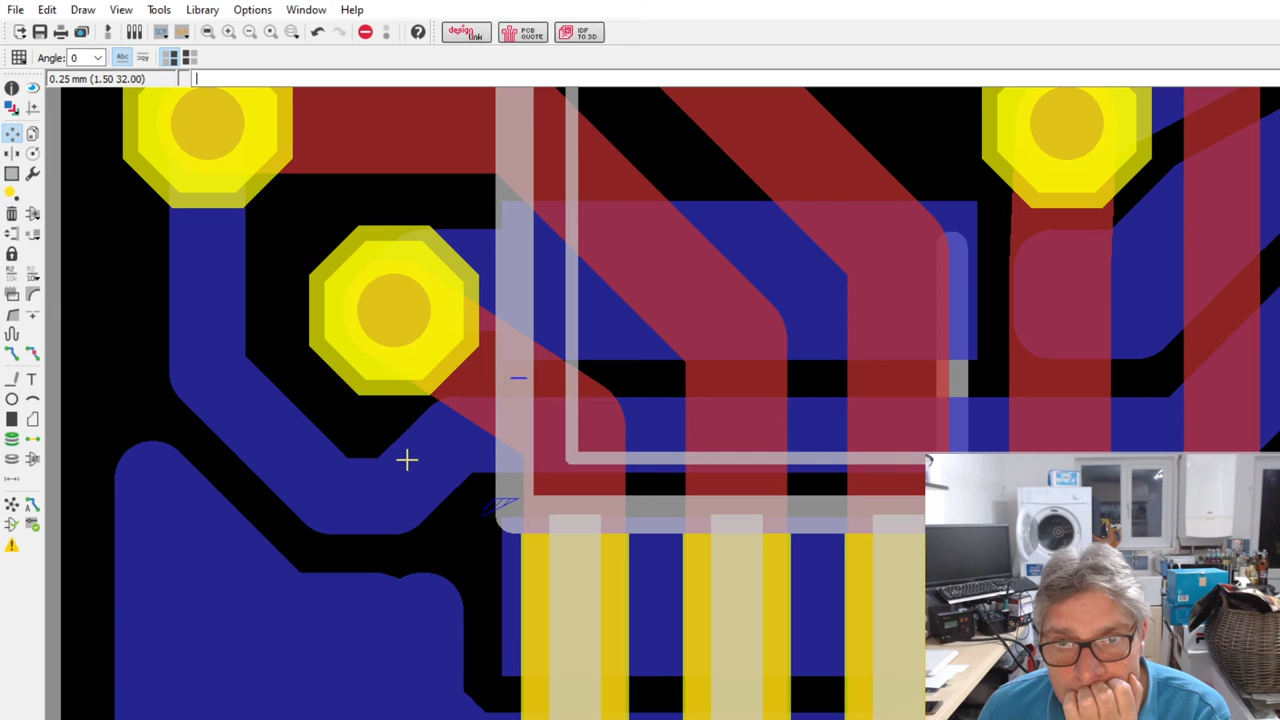 File Edit Draw View Tools Library Options Window Help
design link PCB QUOTE IDF TO 3D
Angle: 0 Abc
0.25 mm (1.50 32.00)